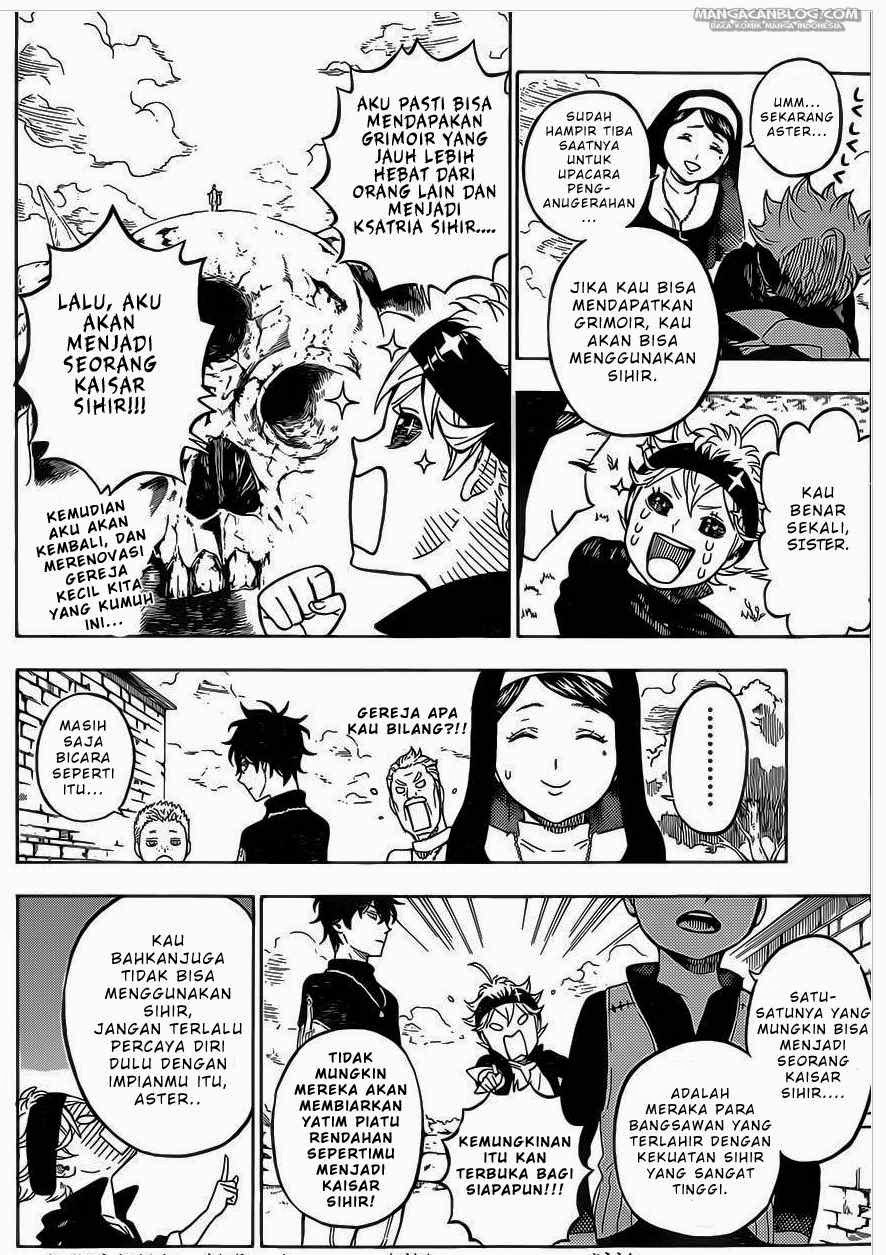 MANGACANBLOG.COM
BACA KOMIK MANGA INDONESIA
UMM...
SEKARANG
ASTER...
SUDAH
HAMPIR TIBA
SAATNYA
UNTUK
UPACARA
PENG-
ANUGERAHAN
...
JIKA KAU BISA
MENDAPATKAN
GRIMOIR, KAU
AKAN BISA
MENGGUNAKAN
SIHIR.
KAU
BENAR
SEKALI,
SISTER.
AKU PASTI BISA
MENDAPAKAN
GRIMOIR YANG
JAUH LEBIH
HEBAT DARI
ORANG LAIN DAN
MENJADI
KSATRIA SIHIR....
LALU, AKU
AKAN
MENJADI
SEORANG
KAISAR
SIHIR!!!
KEMUDIAN
AKU AKAN
KEMBALI, DAN
MERENOVASI
GEREJA
KECIL KITA
YANG KUMUH
INI...
.........
GEREJA APA
KAU BILANG?!!
MASIH
SAJA
BICARA
SEPERTI
ITU...
SATU-
SATUNYA YANG
MUNGKIN BISA
MENJADI
SEORANG
KAISAR
SIHIR....
ADALAH
MERAKA PARA
BANGSAWAN YANG
TERLAHIR DENGAN
KEKUATAN SIHIR
YANG SANGAT
TINGGI.
KEMUNGKINAN
ITU KAN
TERBUKA BAGI
SIAPAPUN!!!
TIDAK
MUNGKIN
MEREKA AKAN
MEMBIARKAN
YATIM PIATU
RENDAHAN
SEPERTIMU
MENJADI
KAISAR
SIHIR!
KAU
BAHKANJUGA
TIDAK BISA
MENGGUNAKAN
SIHIR,
JANGAN TERLALU
PERCAYA DIRI
DULU DENGAN
IMPIANMU ITU,
ASTER..